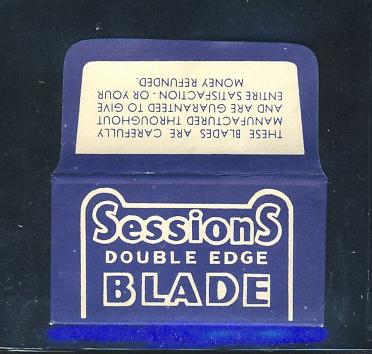 THESE BLADES ARE CAREFULLY
MANUFACTURED THROUGHOUT
AND ARE GUARANTEED TO GIVE
ENTIRE SATISFACTION - OR YOUR
MONEY REFUNDED.
SessionS
DOUBLE EDGE
BLADE